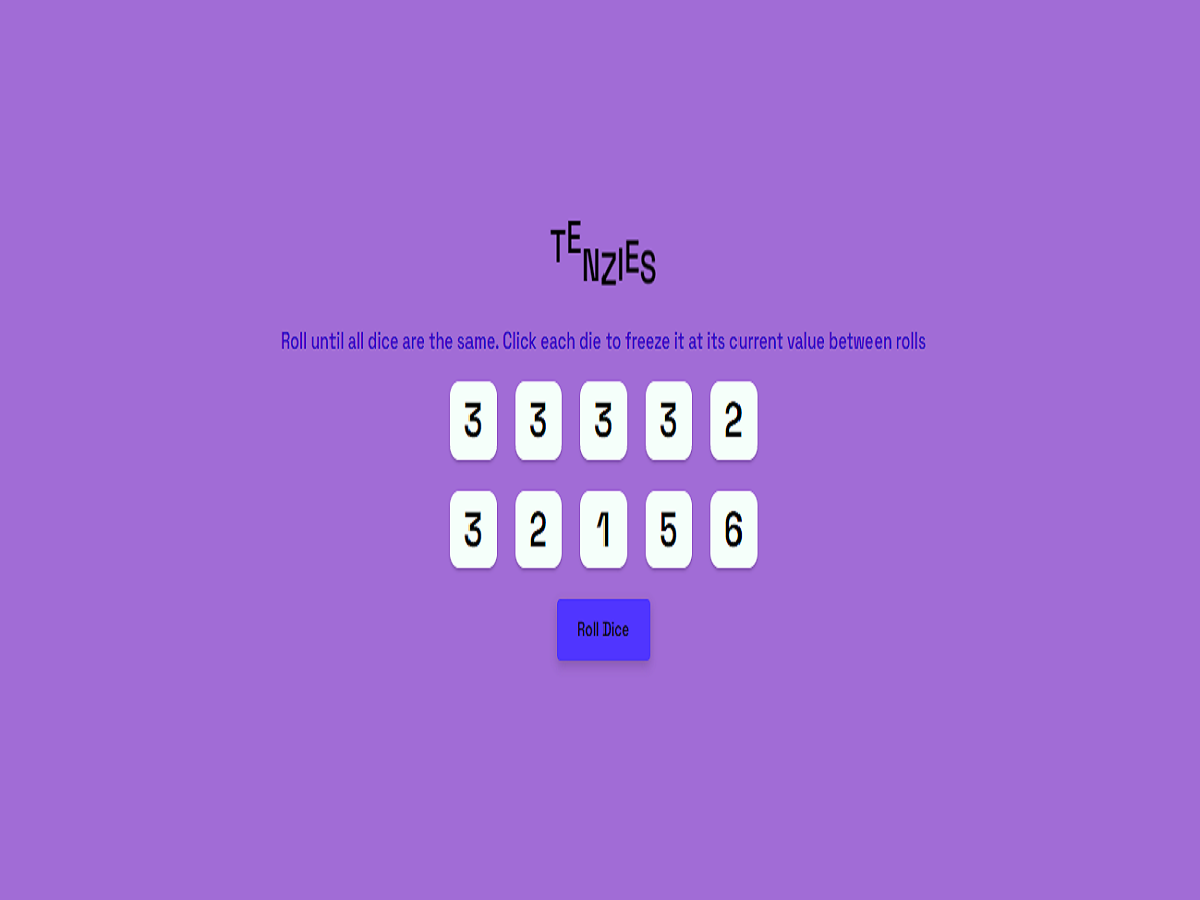 TENZIES
Roll until all dice are the same. Click each die to freeze it at its current value between rolls
3 3 3 3 2
3 2 1 5 6
Roll Dice